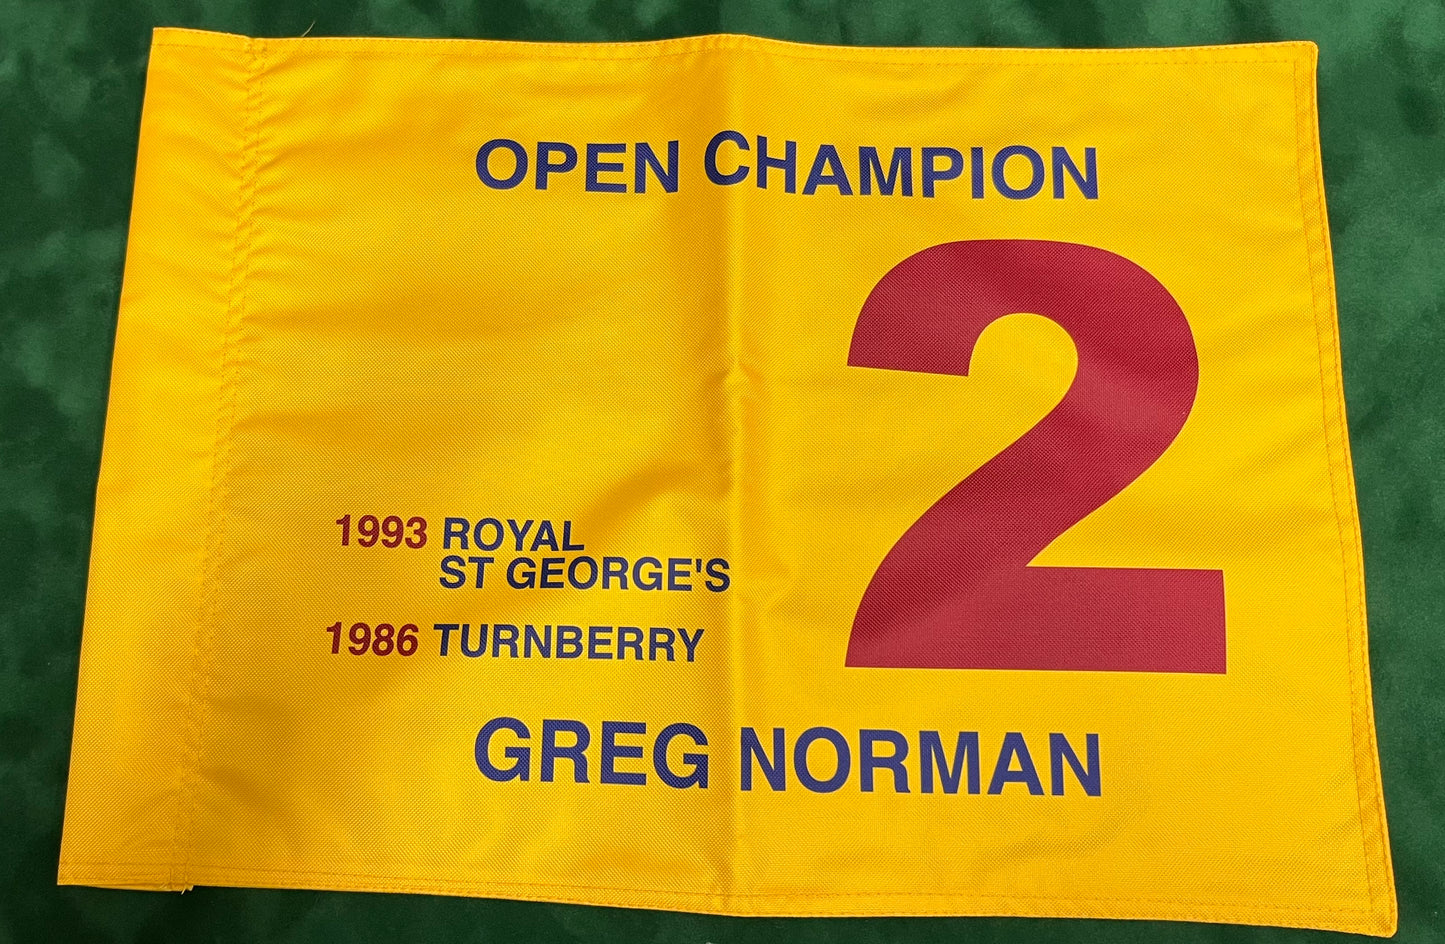 OPEN CHAMPION
2
1993 ROYAL
ST GEORGE'S
1986 TURNBERRY
GREG NORMAN